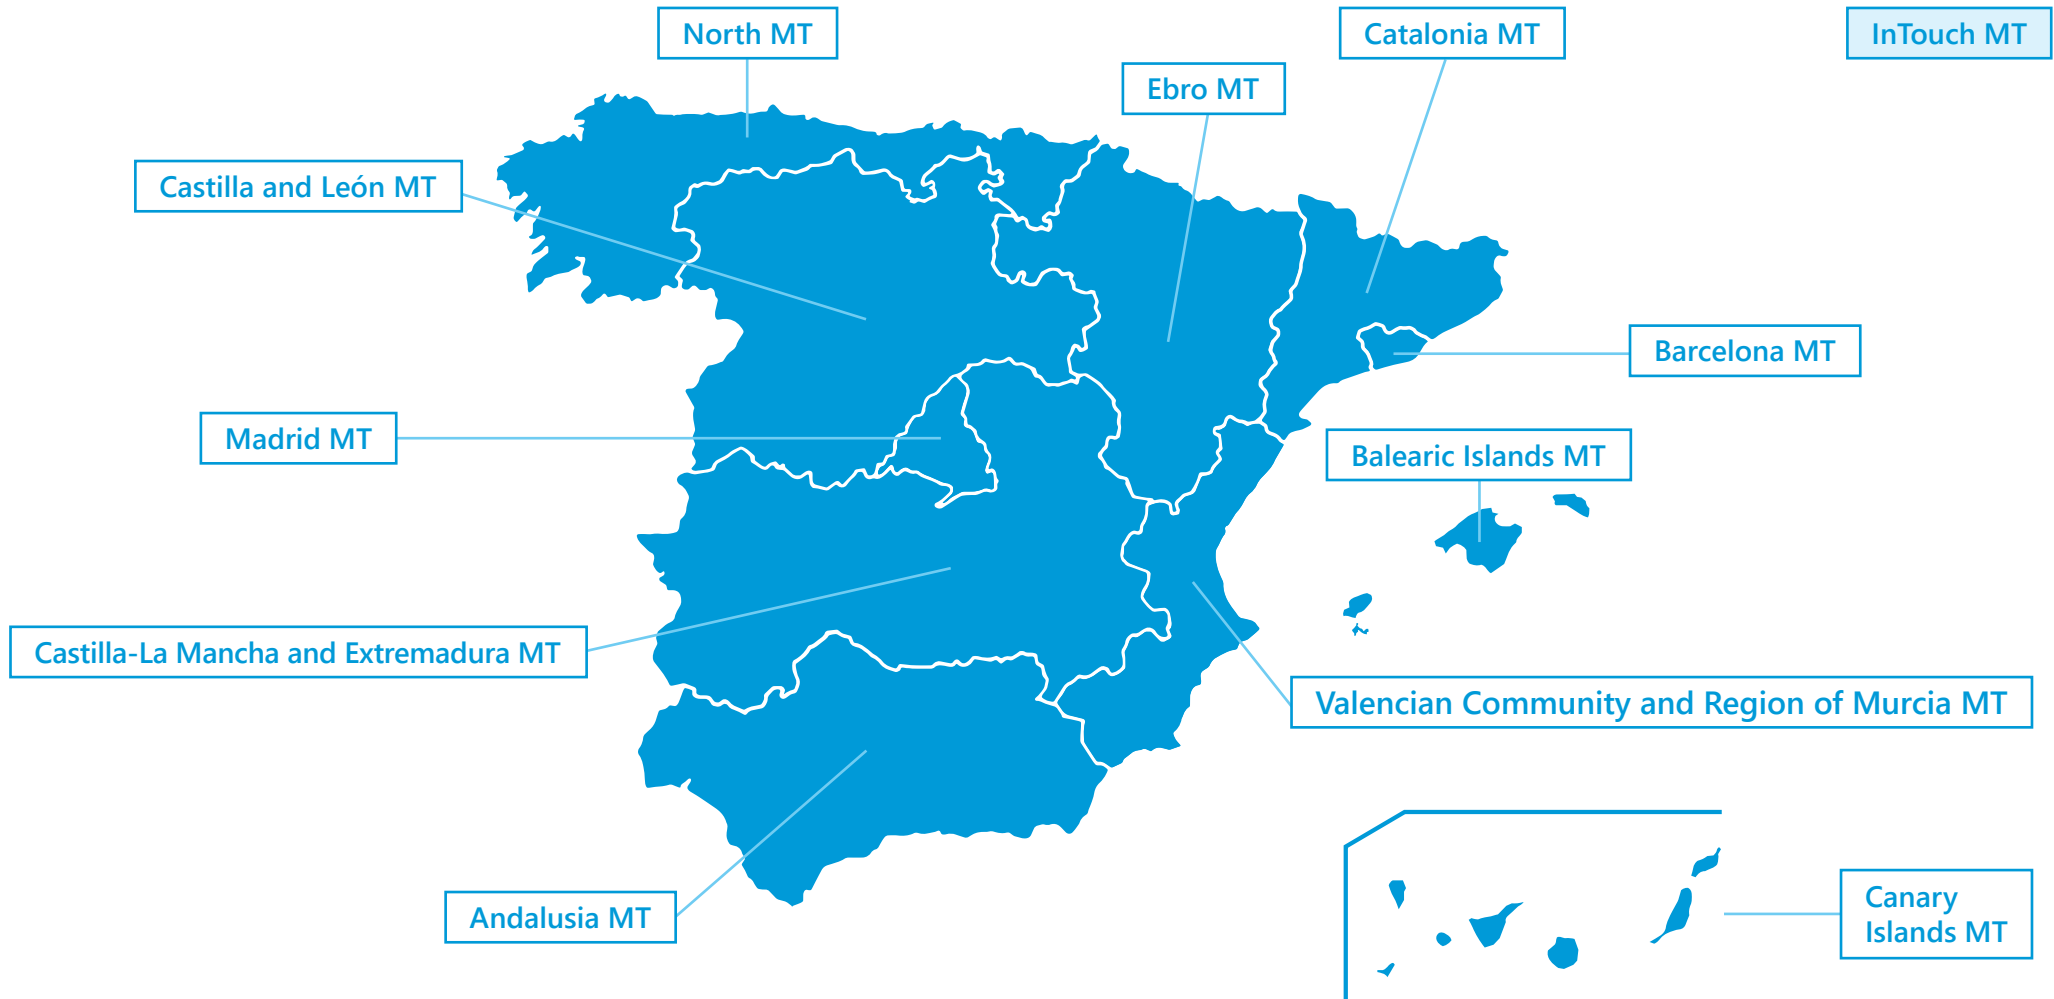 North MT
Catalonia MT
InTouch MT
Ebro MT
Castilla and León MT
Barcelona MT
Madrid MT
Balearic Islands MT
Castilla-La Mancha and Extremadura MT
Valencian Community and Region of Murcia MT
Andalusia MT
Canary
Islands MT